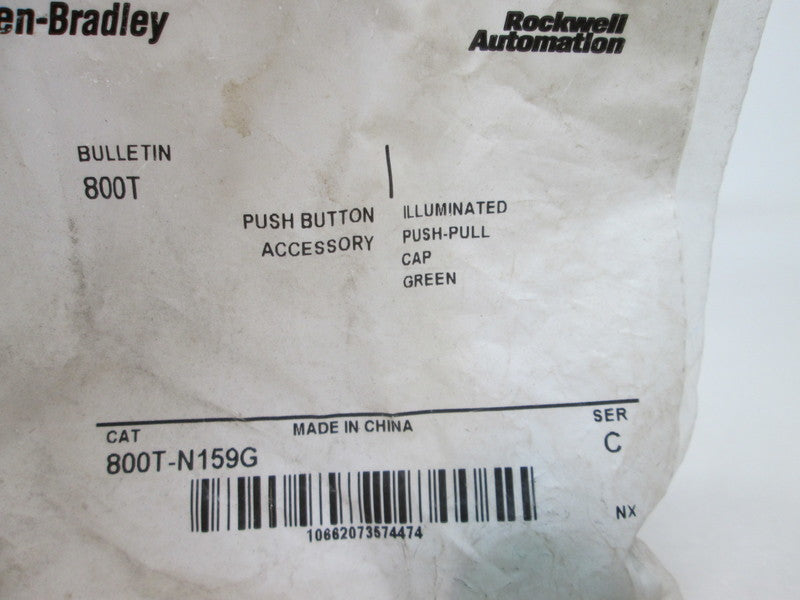 en-Bradley
Rockwell
Automation
BULLETIN
800T
PUSH BUTTON
ACCESSORY
ILLUMINATED
PUSH-PULL
CAP
GREEN
CAT
MADE IN CHINA
SER
800T-N159G
C
10662073574474
NX